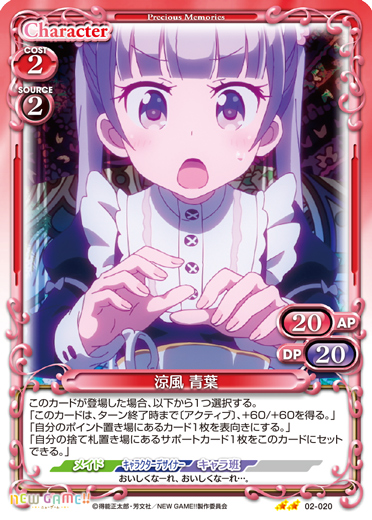 Precious Memories
Character
COST
2
SOURCE
2
20 AP
DP 20
涼風 青葉
このカードが登場した場合、以下から1つ選択する。
「このカードは、ターン終了時まで〔アクティブ〕、+60/+60を得る。」
「自分のポイント置き場にあるカード1枚を表向きにする。」
「自分の捨て札置き場にあるサポートカード1枚をこのカードにセット
できる。」
メイド キャラクターデザイナー キャラ班
おいしくなーれ、おいしくなーれ…。
NEW GAME!!
©得能正太郎・芳文社／NEW GAME!!製作委員会
02-020